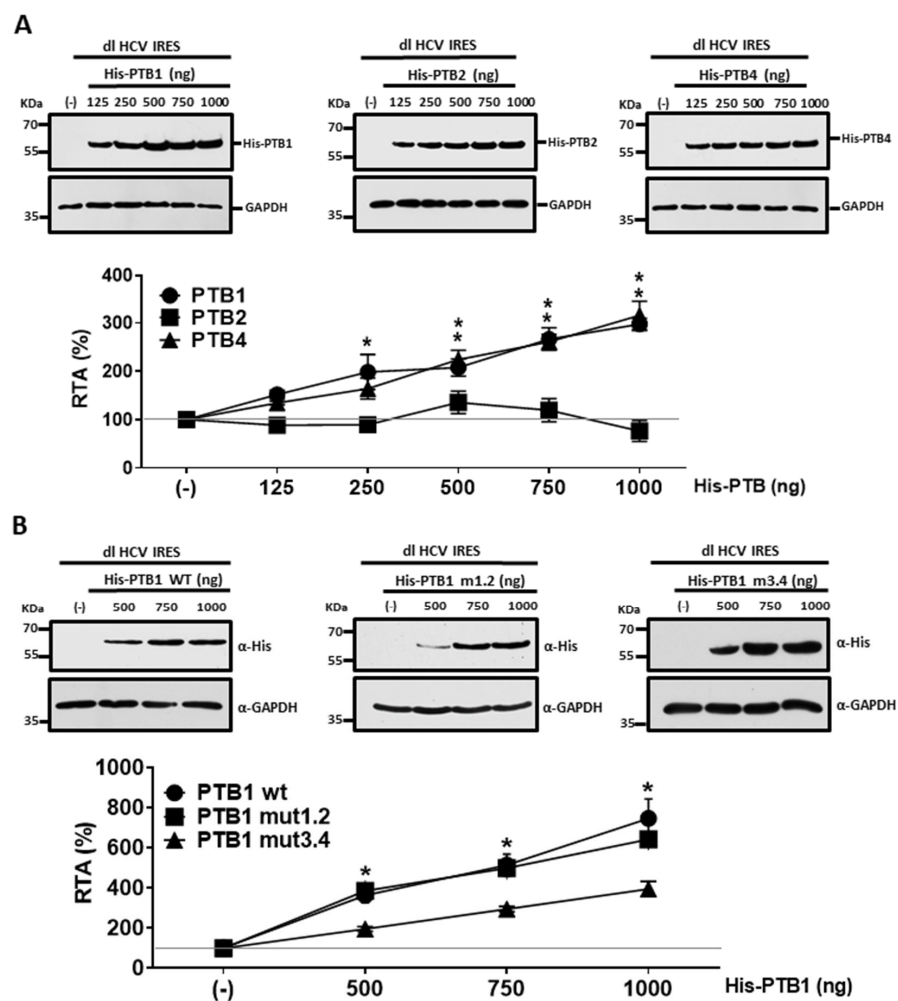 A
dl HCV IRES dl HCV IRES dl HCV IRES
His-PTB1 (ng) His-PTB2 (ng) His-PTB4 (ng)
KDa (-) 125 250 500 750 1000 KDa (-) 125 250 500 750 1000 KDa (-) 125 250 500 750 1000
70 70 70
55 His-PTB1 55 His-PTB2 55 His-PTB4
35 GAPDH 35 GAPDH 35 GAPDH
400
300
200
100
0
RTA (%)
PTB1
PTB2
PTB4
* * * * * * *
(-) 125 250 500 750 1000 His-PTB (ng)
B
dl HCV IRES dl HCV IRES dl HCV IRES
His-PTB1 WT (ng) His-PTB1 m1.2 (ng) His-PTB1 m3.4 (ng)
KDa (-) 500 750 1000 KDa (-) 500 750 1000 KDa (-) 500 750 1000
70 70 70
55 α-His 55 α-His 55 α-His
35 α-GAPDH 35 α-GAPDH 35 α-GAPDH
1000
800
600
400
200
0
RTA (%)
PTB1 wt
PTB1 mut1.2
PTB1 mut3.4
* * *
(-) 500 750 1000 His-PTB1 (ng)